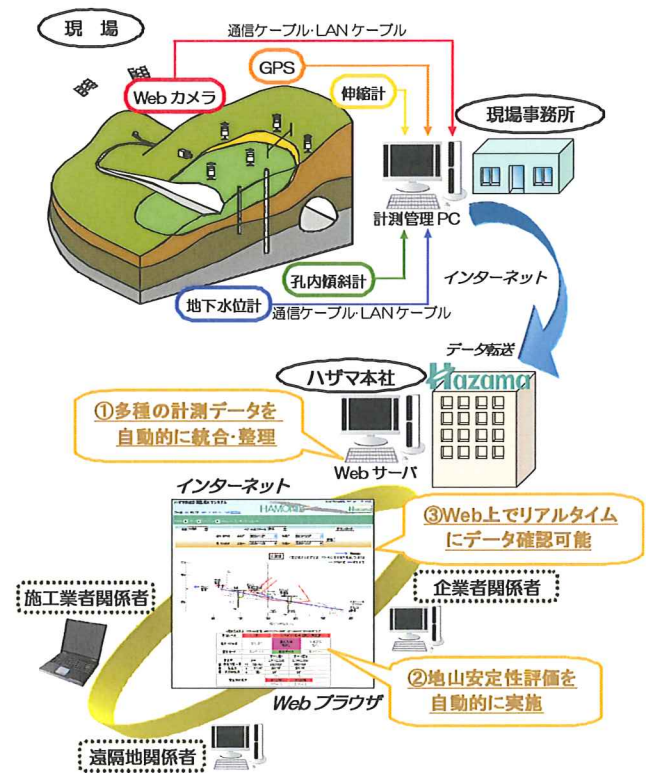 現場
通信ケーブル・LANケーブル
GPS
Webカメラ
伸縮計
現場事務所
計測管理PC
孔内傾斜計
インターネット
地下水位計
通信ケーブル・LANケーブル
データ転送
ハザマ本社
Hazama
①多種の計測データを
自動的に統合・整理
Webサーバ
インターネット
③Web上でリアルタイム
にデータ確認可能
施工業者関係者
企業者関係者
②地山安定性評価を
自動的に実施
Webブラウザ
遠隔地関係者